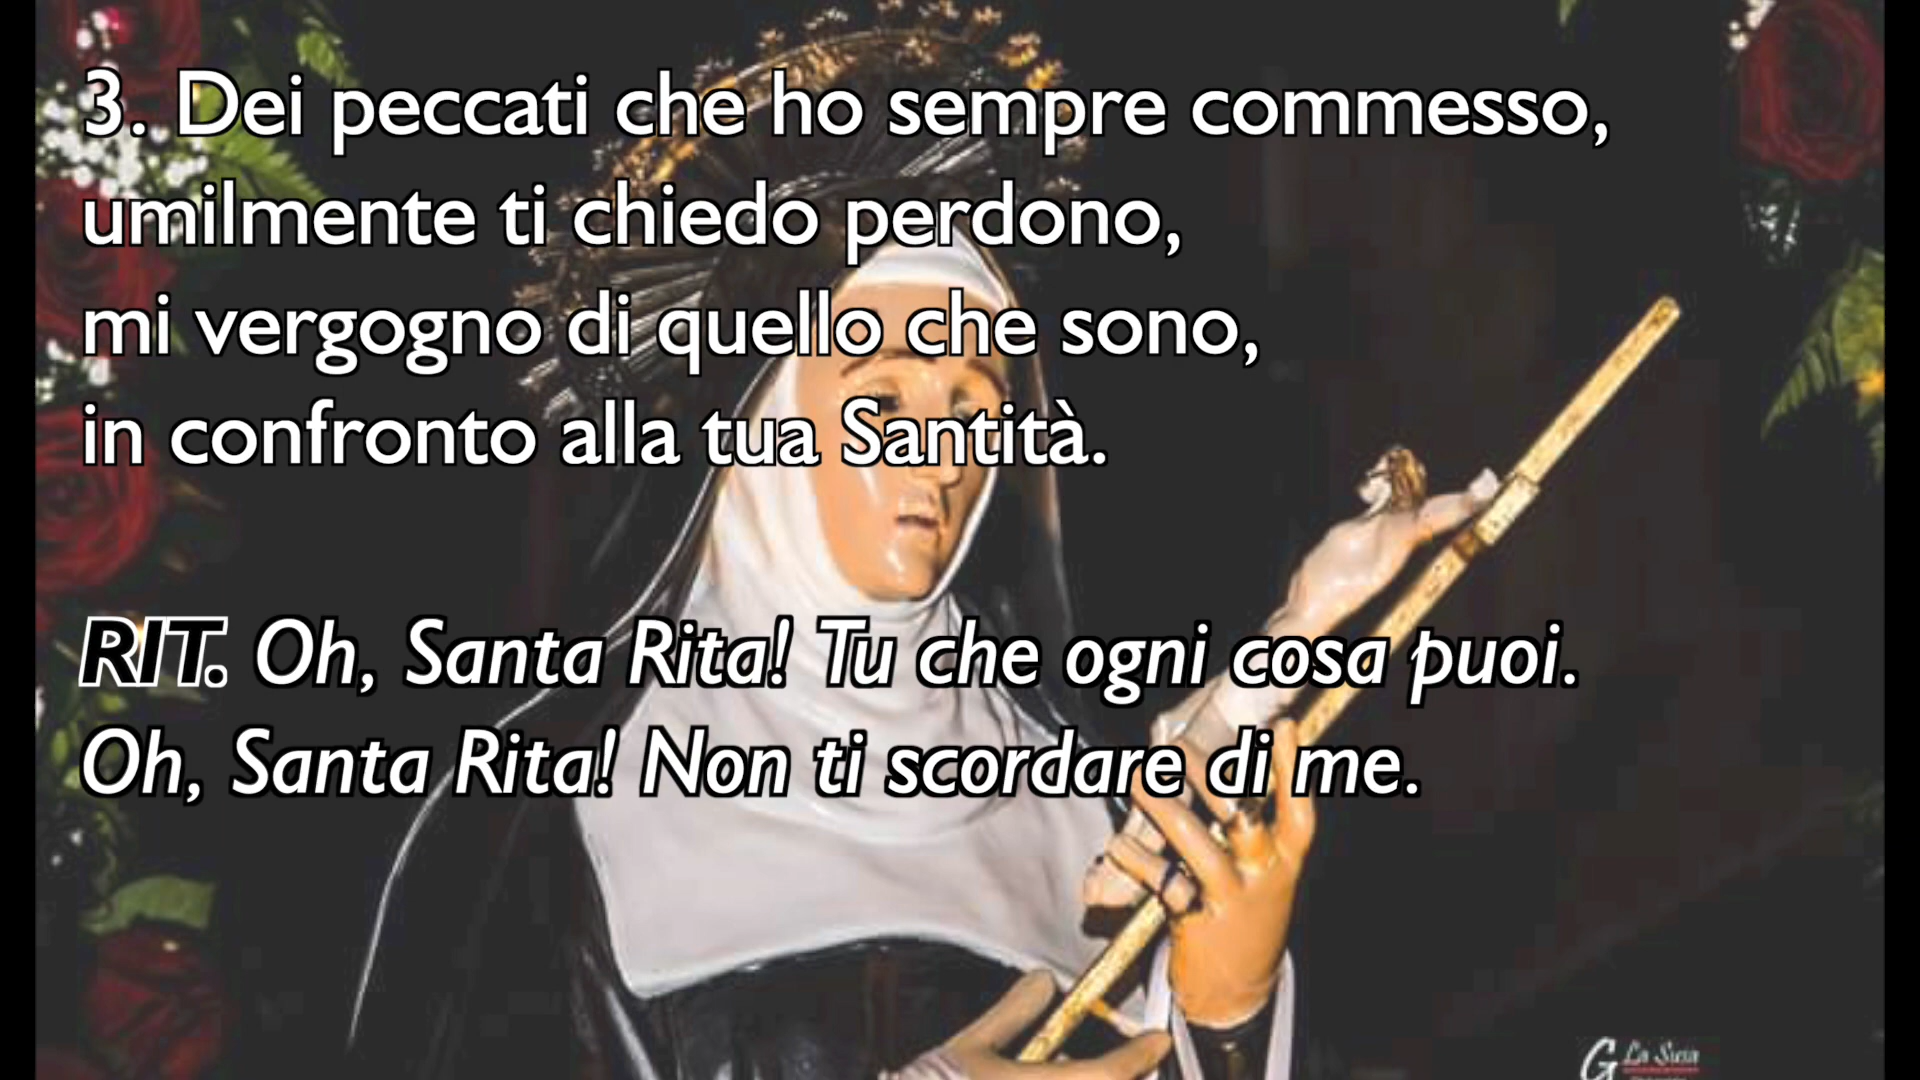 3. Dei peccati che ho sempre commesso,
umilmente ti chiedo perdono,
mi vergogno di quello che sono,
in confronto alla tua Santità.
RIT. Oh, Santa Rita! Tu che ogni cosa puoi.
Oh, Santa Rita! Non ti scordare di me.